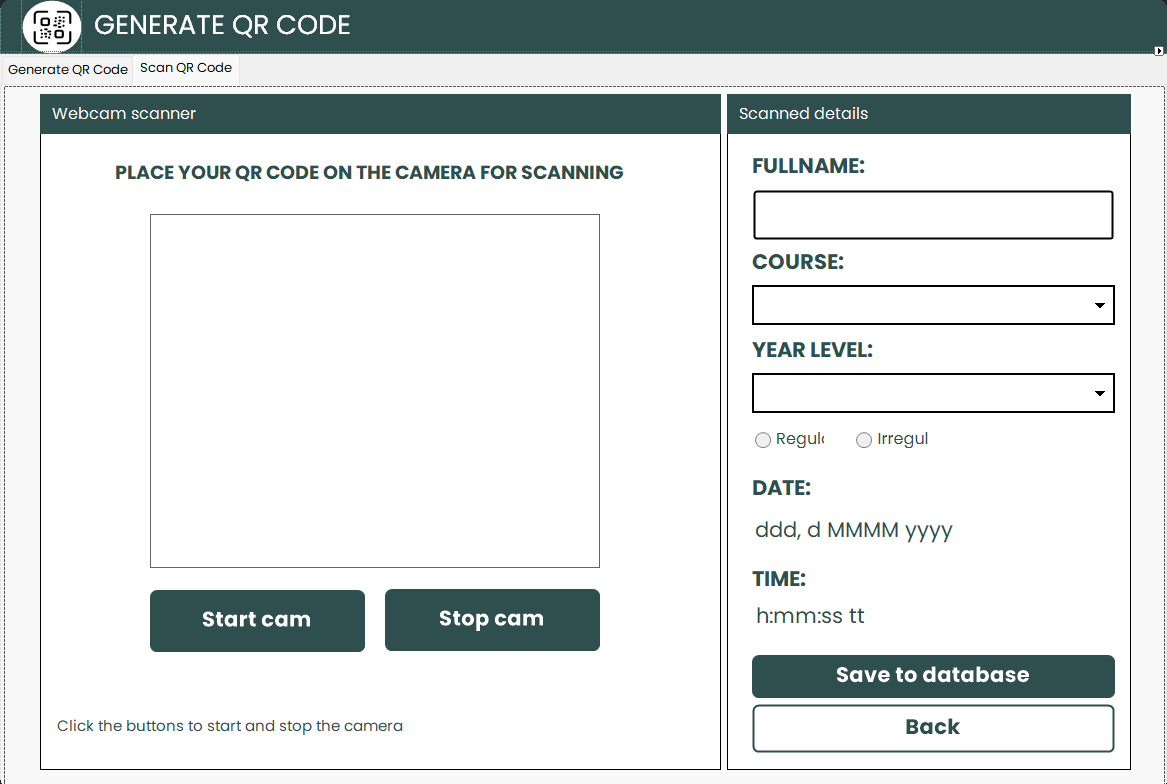 GENERATE QR CODE
Generate QR Code
Scan QR Code
Webcam scanner
PLACE YOUR QR CODE ON THE CAMERA FOR SCANNING
Start cam
Stop cam
Click the buttons to start and stop the camera
Scanned details
FULLNAME:
COURSE:
YEAR LEVEL:
Regula
Irregul
DATE:
ddd, d MMMM yyyy
TIME:
h:mm:ss tt
Save to database
Back